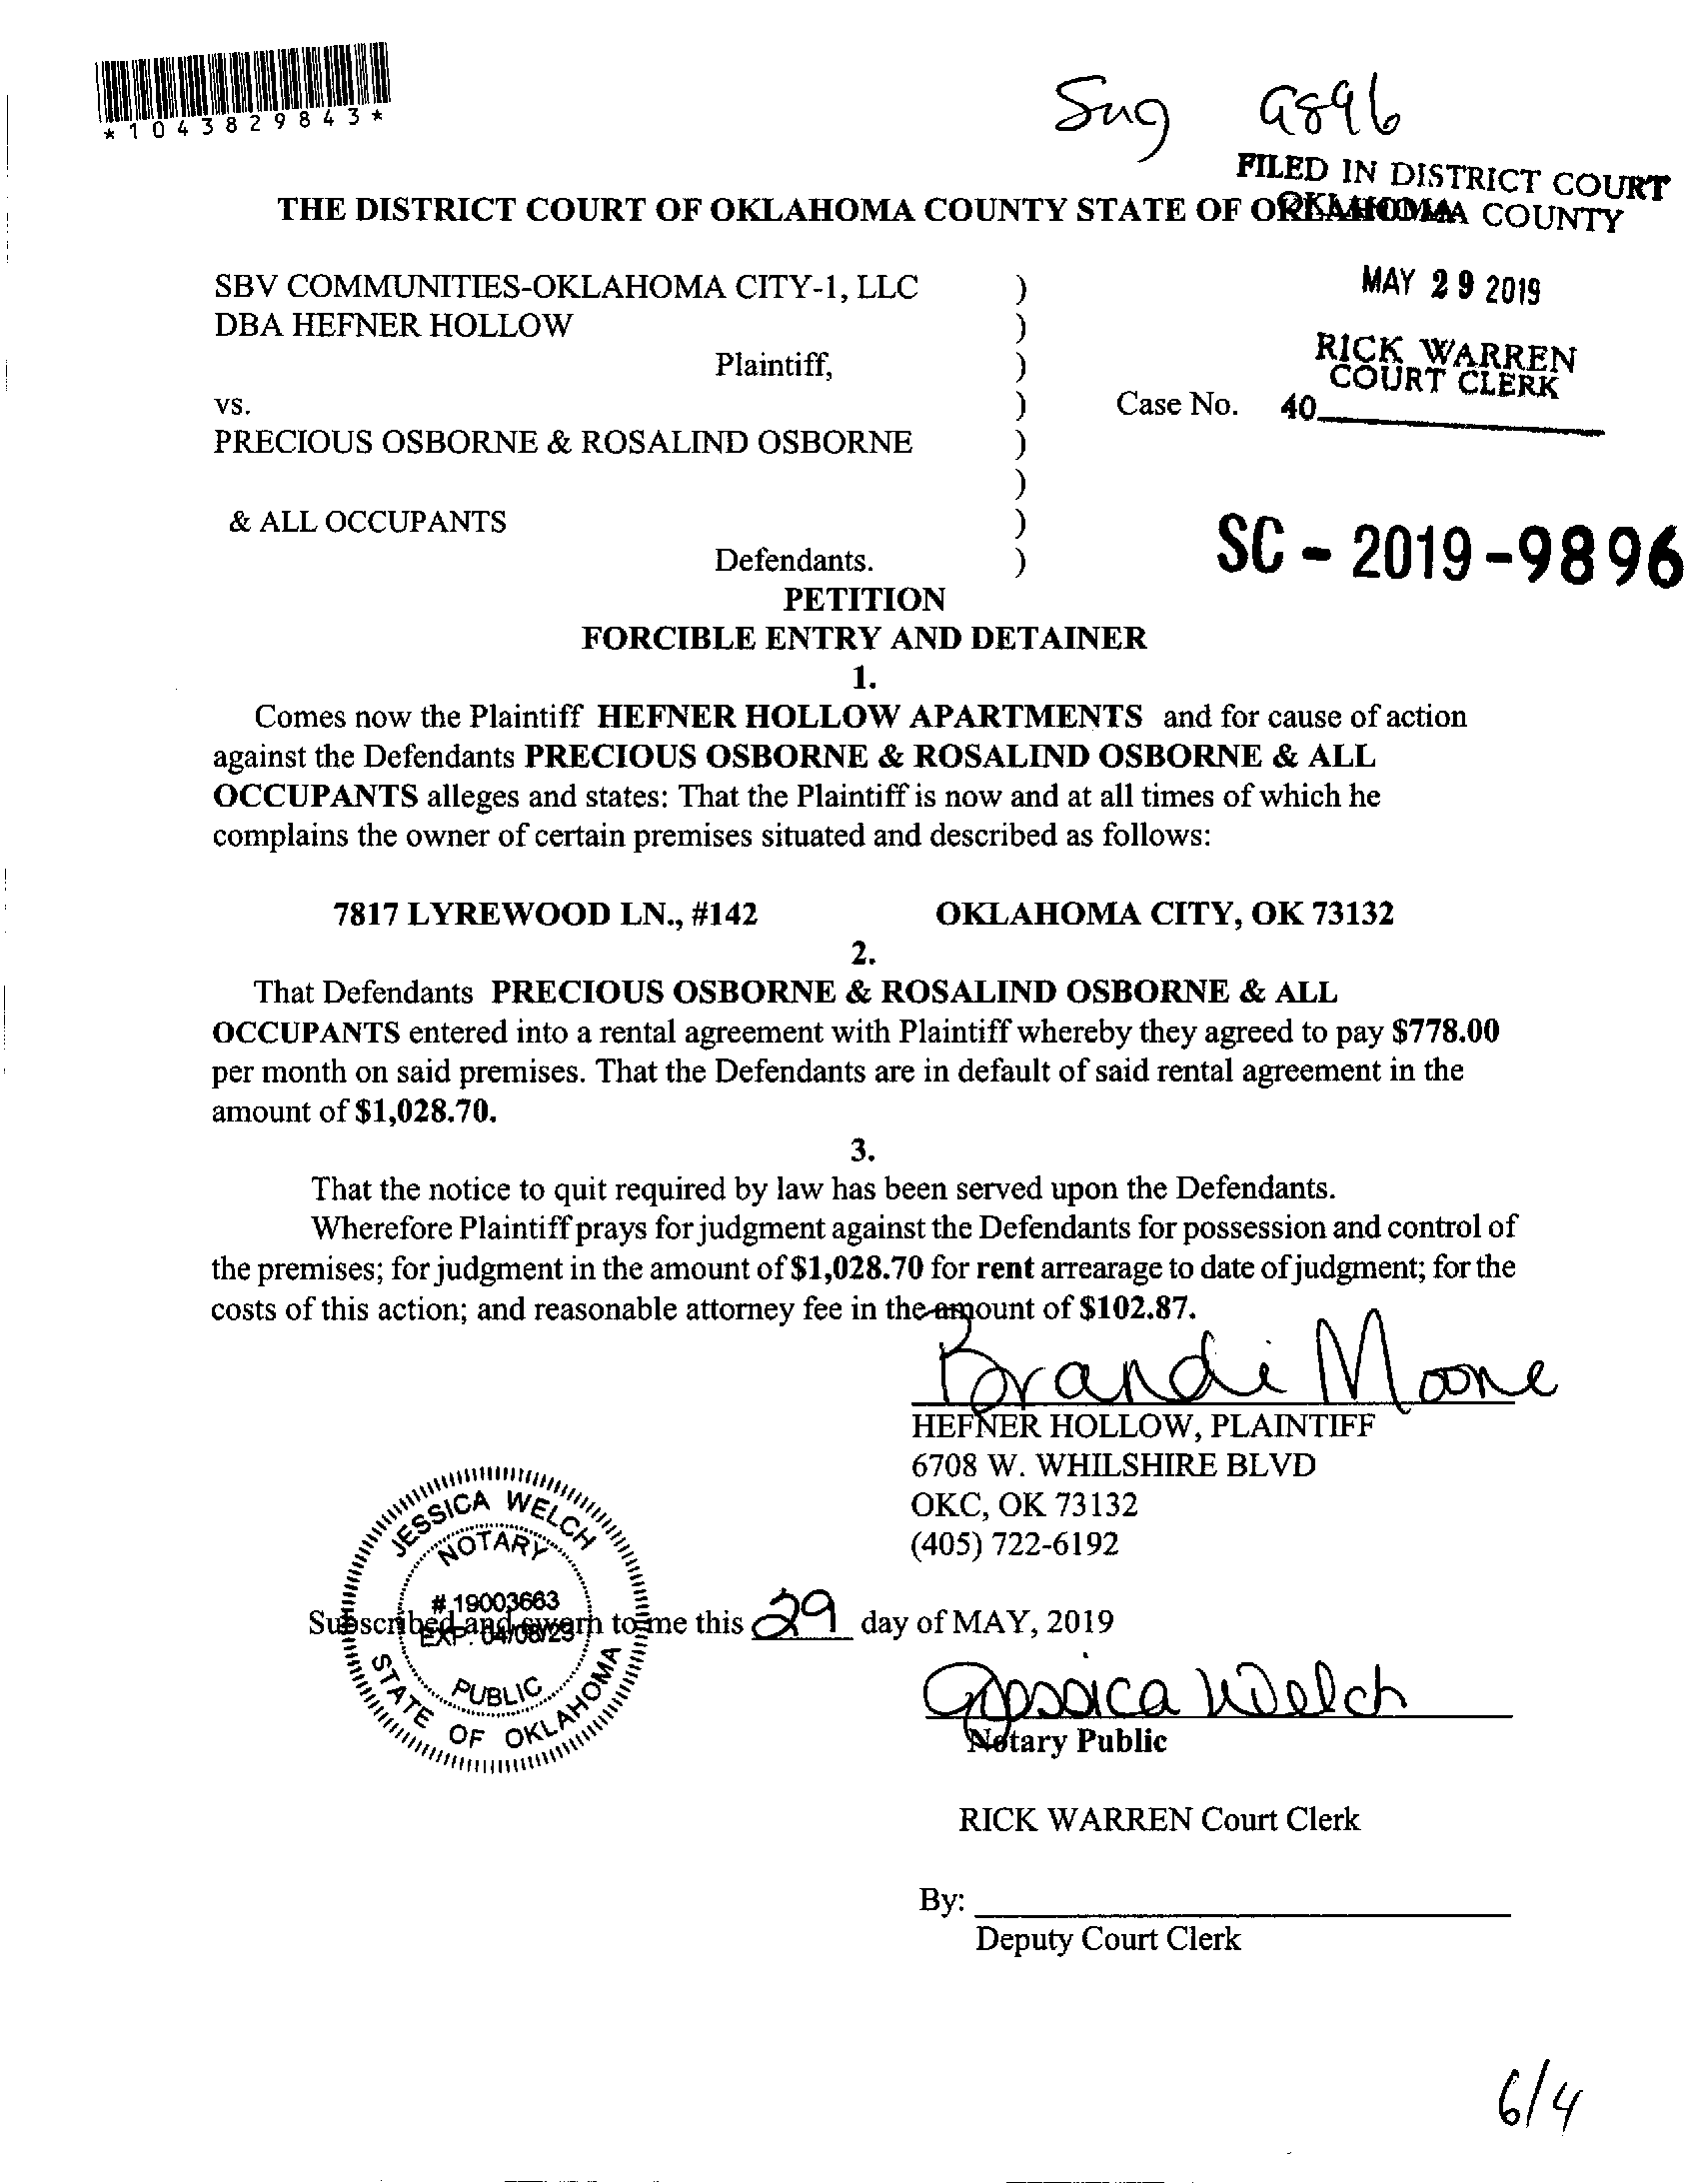 *1043829843*
Sug 9896
FILED IN DISTRICT COURT
OKLAHOMA COUNTY
THE DISTRICT COURT OF OKLAHOMA COUNTY STATE OF OKLAHOMA
SBV COMMUNITIES-OKLAHOMA CITY-1, LLC )
MAY 29 2019
DBA HEFNER HOLLOW )
Plaintiff, )
RICK WARREN
COURT CLERK
vs. ) Case No. 40
PRECIOUS OSBORNE & ROSALIND OSBORNE )
)
& ALL OCCUPANTS )
SC - 2019 - 9896
Defendants. )
PETITION
FORCIBLE ENTRY AND DETAINER
1.
Comes now the Plaintiff HEFNER HOLLOW APARTMENTS and for cause of action
against the Defendants PRECIOUS OSBORNE & ROSALIND OSBORNE & ALL
OCCUPANTS alleges and states: That the Plaintiff is now and at all times of which he
complains the owner of certain premises situated and described as follows:
7817 LYREWOOD LN., #142 OKLAHOMA CITY, OK 73132
2.
That Defendants PRECIOUS OSBORNE & ROSALIND OSBORNE & ALL
OCCUPANTS entered into a rental agreement with Plaintiff whereby they agreed to pay $778.00
per month on said premises. That the Defendants are in default of said rental agreement in the
amount of $1,028.70.
3.
That the notice to quit required by law has been served upon the Defendants.
Wherefore Plaintiff prays for judgment against the Defendants for possession and control of
the premises; for judgment in the amount of $1,028.70 for rent arrearage to date of judgment; for the
costs of this action; and reasonable attorney fee in the amount of $102.87.
Brandi Moore
HEFNER HOLLOW, PLAINTIFF
6708 W. WHILSHIRE BLVD
OKC, OK 73132
(405) 722-6192
JESSICA WELCH
NOTARY
# 19003663
EXP. 04/08/23
PUBLIC
STATE OF OKLAHOMA
Subscribed and sworn to me this 29 day of MAY, 2019
Jessica Welch
Notary Public
RICK WARREN Court Clerk
By:
Deputy Court Clerk
6/4